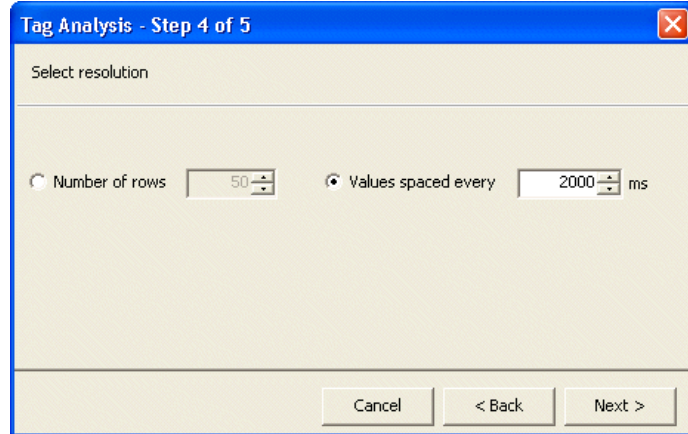 Tag Analysis - Step 4 of 5
Select resolution
Number of rows 50 Values spaced every 2000 ms
Cancel < Back Next >